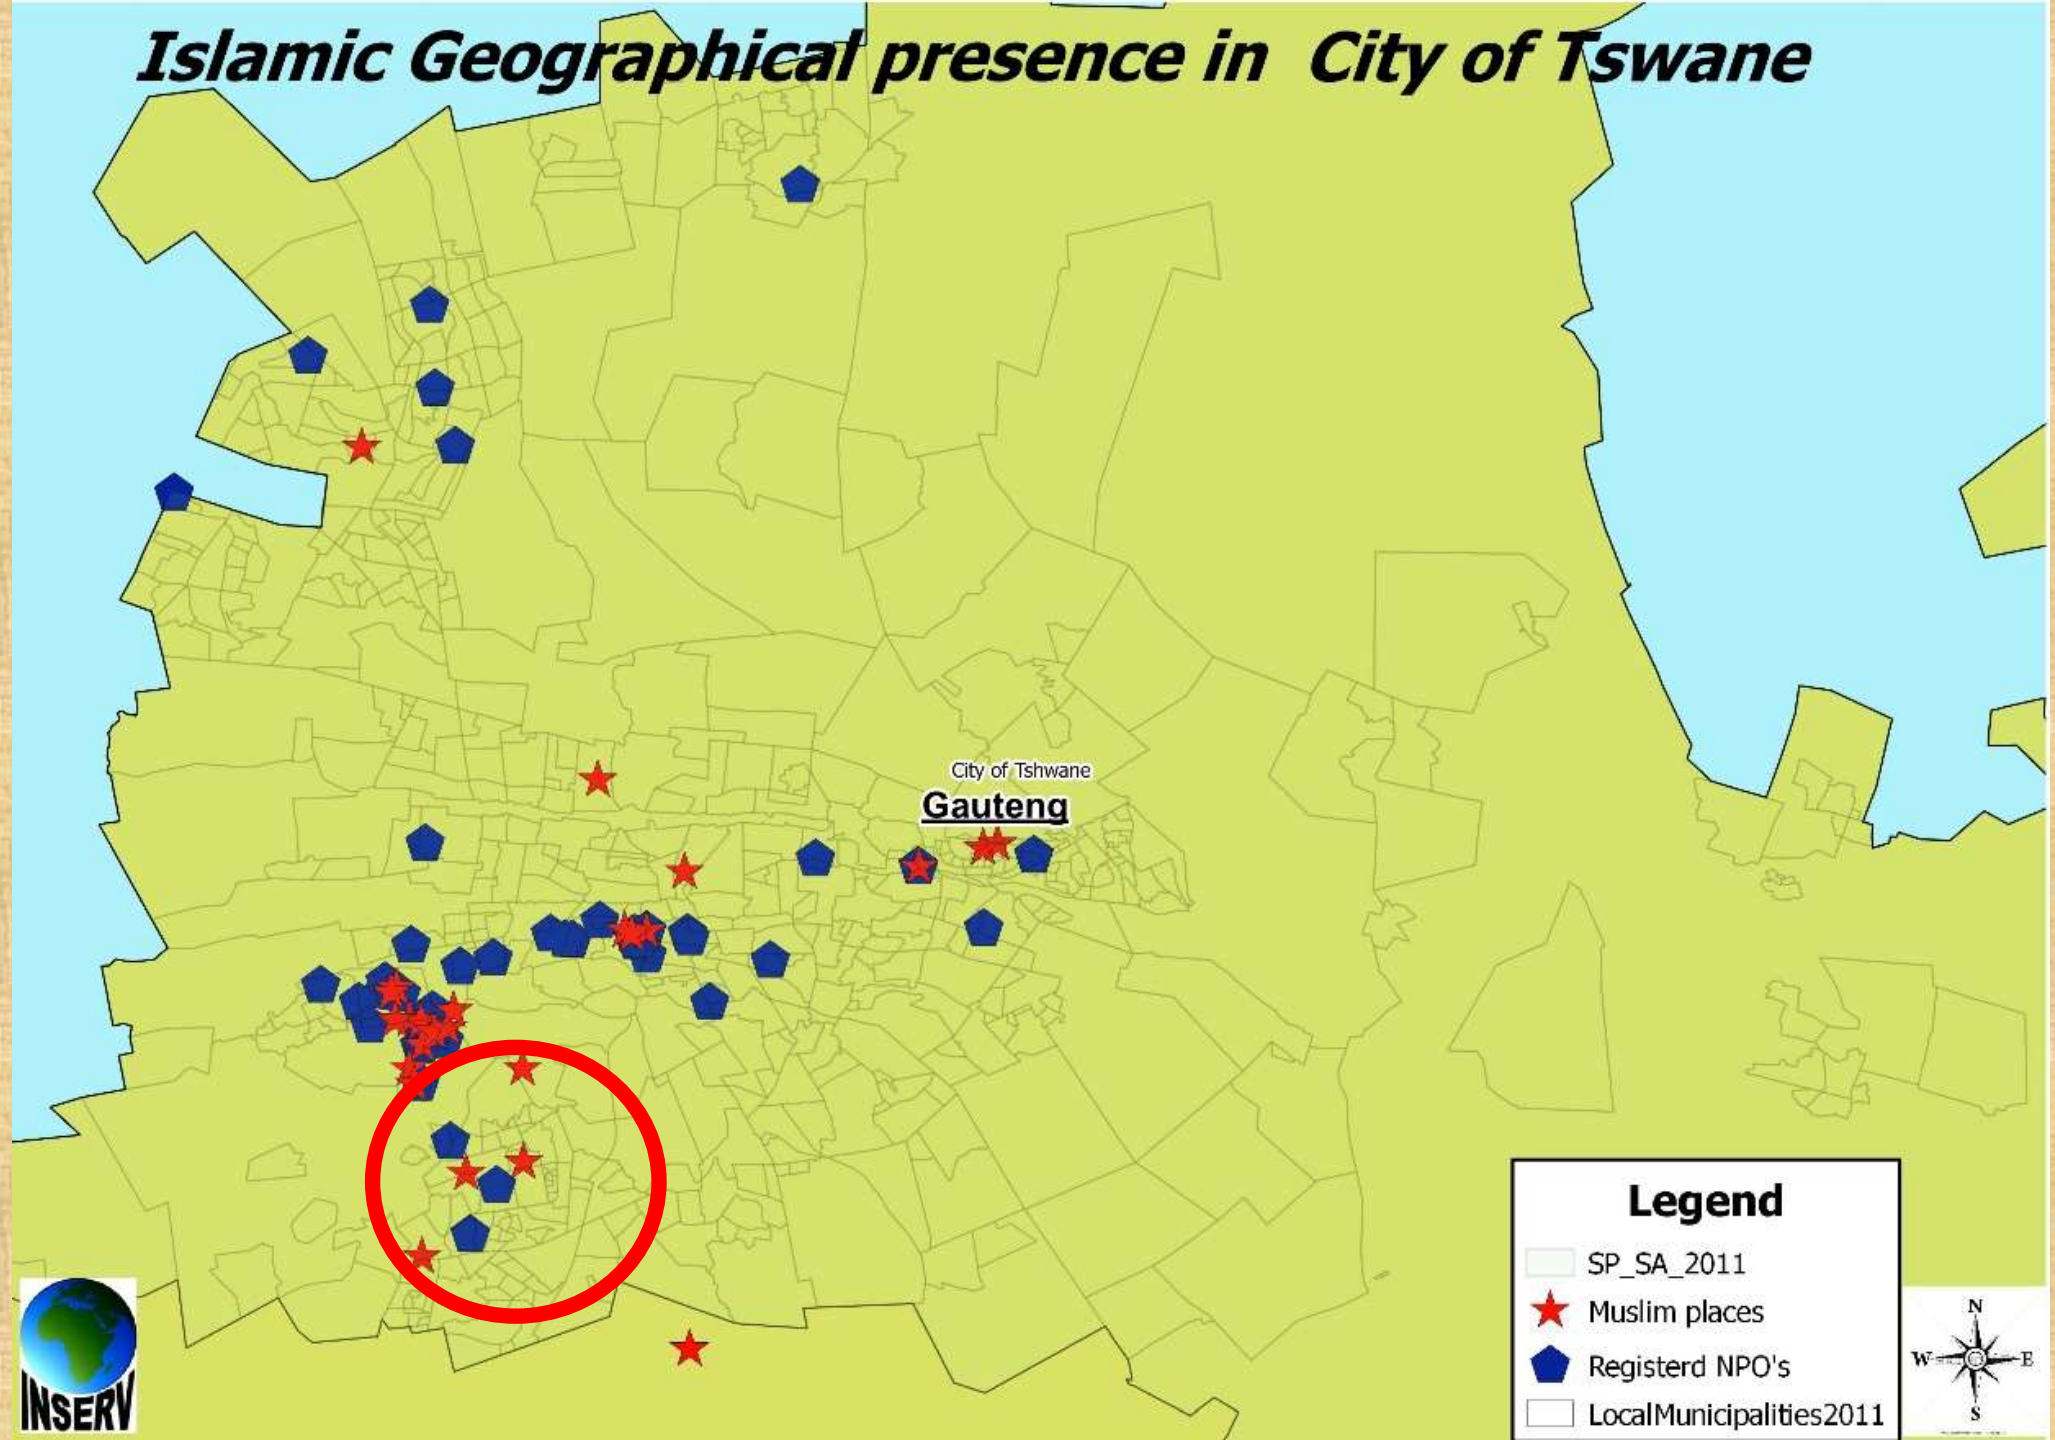 Islamic Geographical presence in City of Tswane
City of Tshwane
Gauteng
Legend
SP_SA_2011
Muslim places
Registerd NPO's
LocalMunicipalities2011
INSERV
N
W
E
S